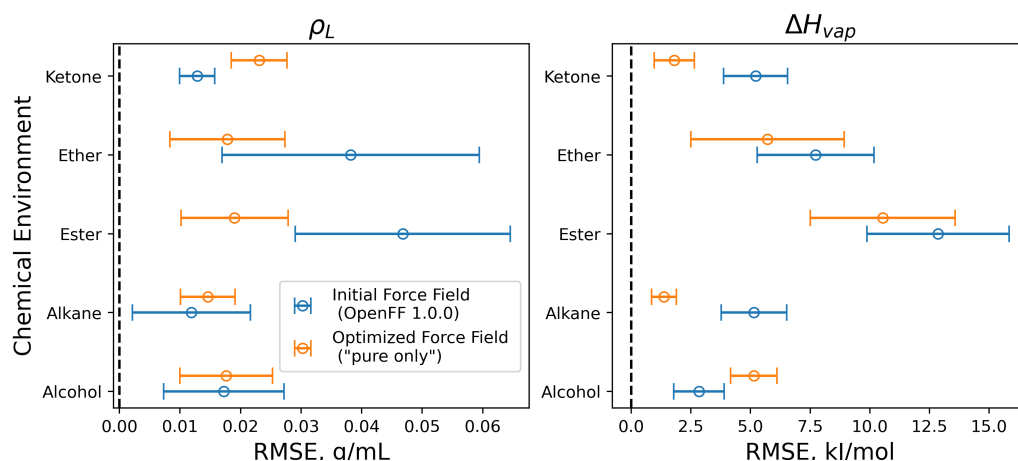 ρL
ΔHvap
Chemical Environment
Ketone
Ether
Ester
Alkane
Alcohol
Initial Force Field
(OpenFF 1.0.0)
Optimized Force Field
("pure only")
0.00 0.01 0.02 0.03 0.04 0.05 0.06
RMSE, g/mL
Ketone
Ether
Ester
Alkane
Alcohol
0.0 2.5 5.0 7.5 10.0 12.5 15.0
RMSE, kJ/mol